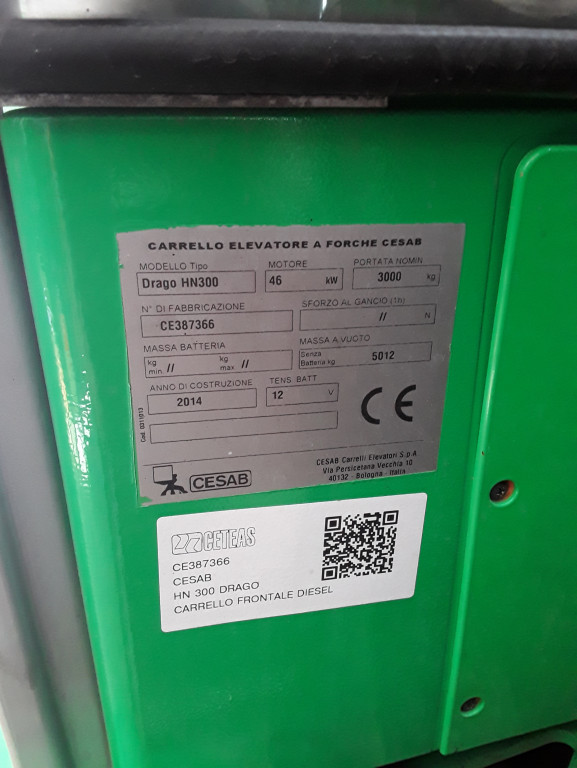 CARRELLO ELEVATORE A FORCHE CESAB
MODELLO Tipo MOTORE PORTATA NOMIN
Drago HN300 46 kW 3000 kg
N° DI FABBRICAZIONE SFORZO AL GANCIO (1h)
CE387366 // N
MASSA BATTERIA MASSA A VUOTO
kg min // kg max // Senza Batteria kg 5012
ANNO DI COSTRUZIONE TENS. BATT
2014 12 V
CE
CESAB
CESAB Carrelli Elevatori S.p.A.
Via Persicetana Vecchia 10
40132 - Bologna - Italia
CETEAS
CE387366
CESAB
HN 300 DRAGO
CARRELLO FRONTALE DIESEL